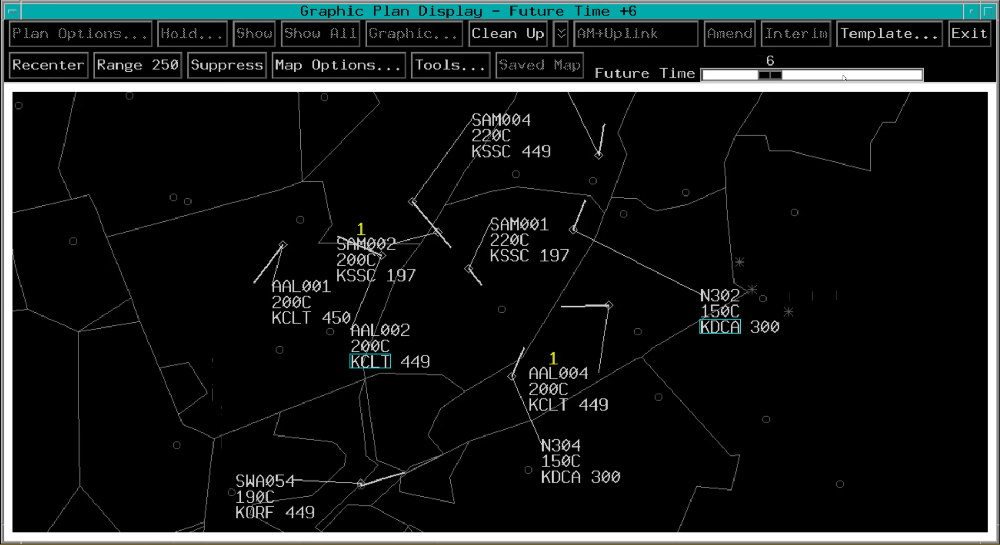 Graphic Plan Display - Future Time +6
Plan Options... Hold... Show Show All Graphic... Clean Up AM+Uplink Amend Interim Template... Exit
Recenter Range 250 Suppress Map Options... Tools... Saved Map Future Time 6
SAM004
220C
KSSC 449
1
SAM002
200C
KSSC 197
SAM001
220C
KSSC 197
AAL001
200C
KCLT 450
N302
150C
KDCA 300
AAL002
200C
KCLT 449
1
AAL004
200C
KCLT 449
N304
150C
KDCA 300
SWA054
190C
KORF 449